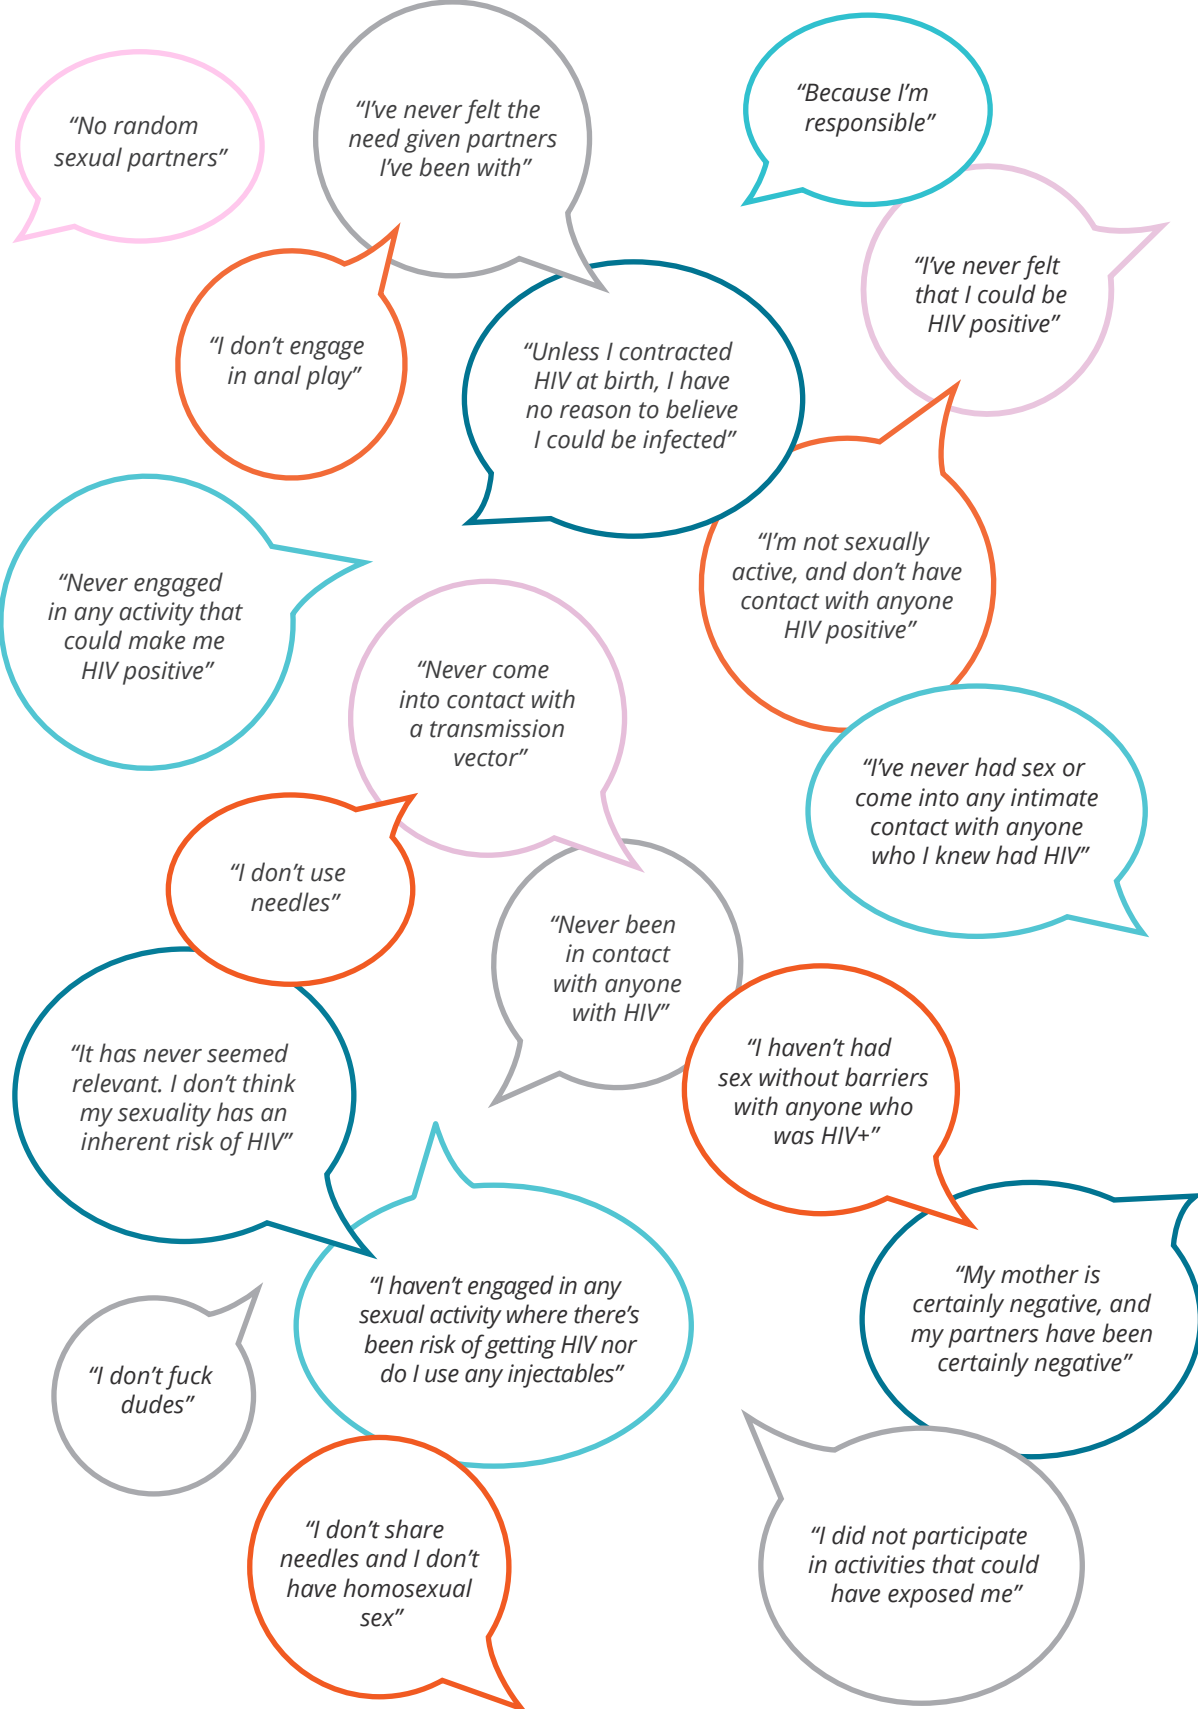 “No random
sexual partners”
“I’ve never felt the
need given partners
I’ve been with”
“Because I’m
responsible”
“I’ve never felt
that I could be
HIV positive”
“I don’t engage
in anal play”
“Unless I contracted
HIV at birth, I have
no reason to believe
I could be infected”
“I’m not sexually
active, and don’t have
contact with anyone
HIV positive”
“Never engaged
in any activity that
could make me
HIV positive”
“Never come
into contact with
a transmission
vector”
“I’ve never had sex or
come into any intimate
contact with anyone
who I knew had HIV”
“I don’t use
needles”
“Never been
in contact
with anyone
with HIV”
“It has never seemed
relevant. I don’t think
my sexuality has an
inherent risk of HIV”
“I haven’t had
sex without barriers
with anyone who
was HIV+”
“I haven’t engaged in any
sexual activity where there’s
been risk of getting HIV nor
do I use any injectables”
“My mother is
certainly negative, and
my partners have been
certainly negative”
“I don’t fuck
dudes”
“I don’t share
needles and I don’t
have homosexual
sex”
“I did not participate
in activities that could
have exposed me”